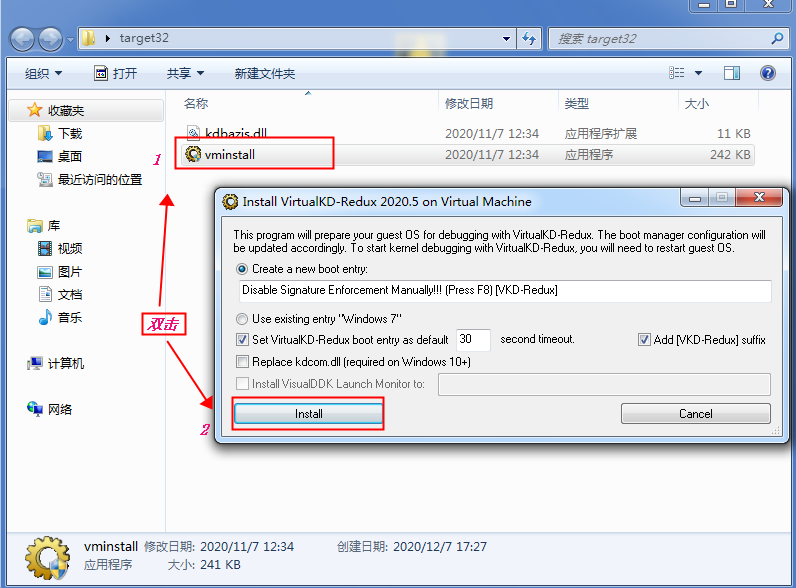 target32
搜索 target32
组织 打开 共享 新建文件夹
收藏夹
下载
桌面
最近访问的位置
库
视频
图片
文档
音乐
计算机
网络
名称 修改日期 类型 大小
kdbazis.dll 2020/11/7 12:34 应用程序扩展 11 KB
vminstall 2020/11/7 12:34 应用程序 242 KB
1
双击
2
Install VirtualKD-Redux 2020.5 on Virtual Machine
This program will prepare your guest OS for debugging with VirtualKD-Redux. The boot manager configuration will
be updated accordingly. To start kernel debugging with VirtualKD-Redux, you will need to restart guest OS.
Create a new boot entry:
Disable Signature Enforcement Manually!!! (Press F8) [VKD-Redux]
Use existing entry "Windows 7"
Set VirtualKD-Redux boot entry as default 30 second timeout. Add [VKD-Redux] suffix
Replace kdcom.dll (required on Windows 10+)
Install VisualDDK Launch Monitor to:
Install Cancel
vminstall 修改日期: 2020/11/7 12:34 创建日期: 2020/12/7 17:27
应用程序 大小: 241 KB